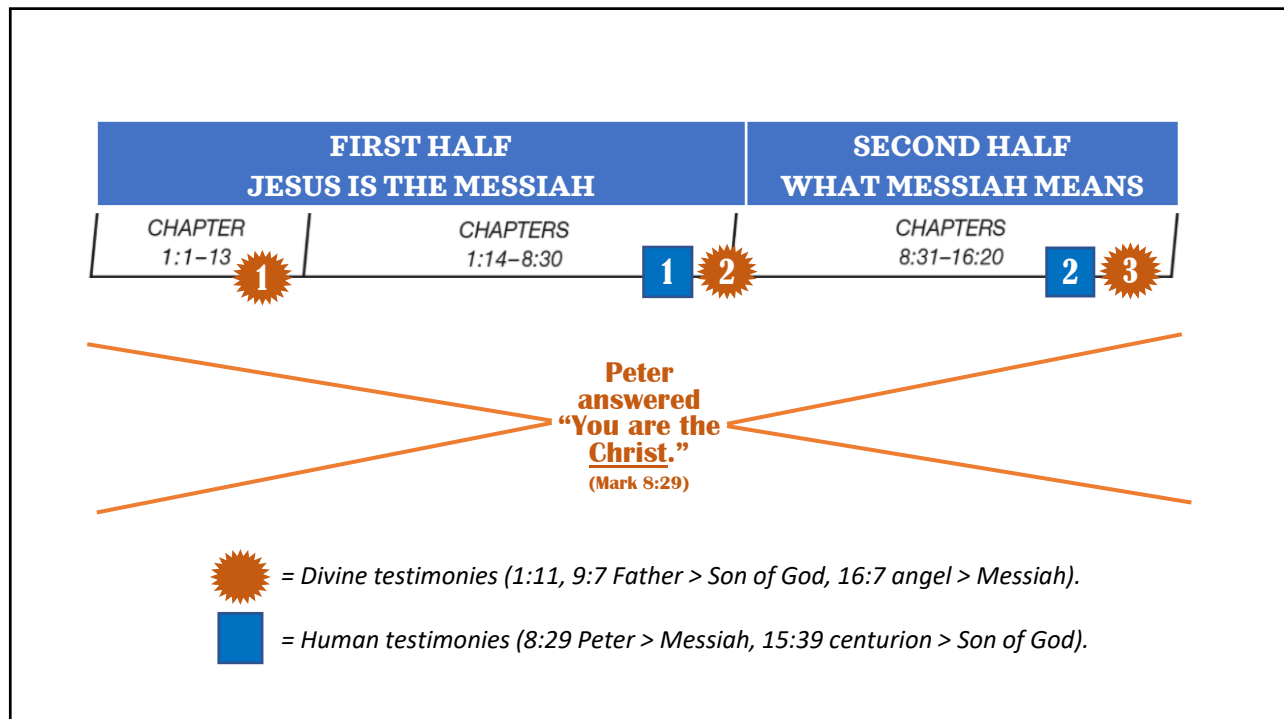 FIRST HALF
JESUS IS THE MESSIAH
SECOND HALF
WHAT MESSIAH MEANS
CHAPTER
1:1–13
1
CHAPTERS
1:14–8:30
1
2
CHAPTERS
8:31–16:20
2
3
Peter
answered
“You are the
Christ.”
(Mark 8:29)
= Divine testimonies (1:11, 9:7 Father > Son of God, 16:7 angel > Messiah).
= Human testimonies (8:29 Peter > Messiah, 15:39 centurion > Son of God).